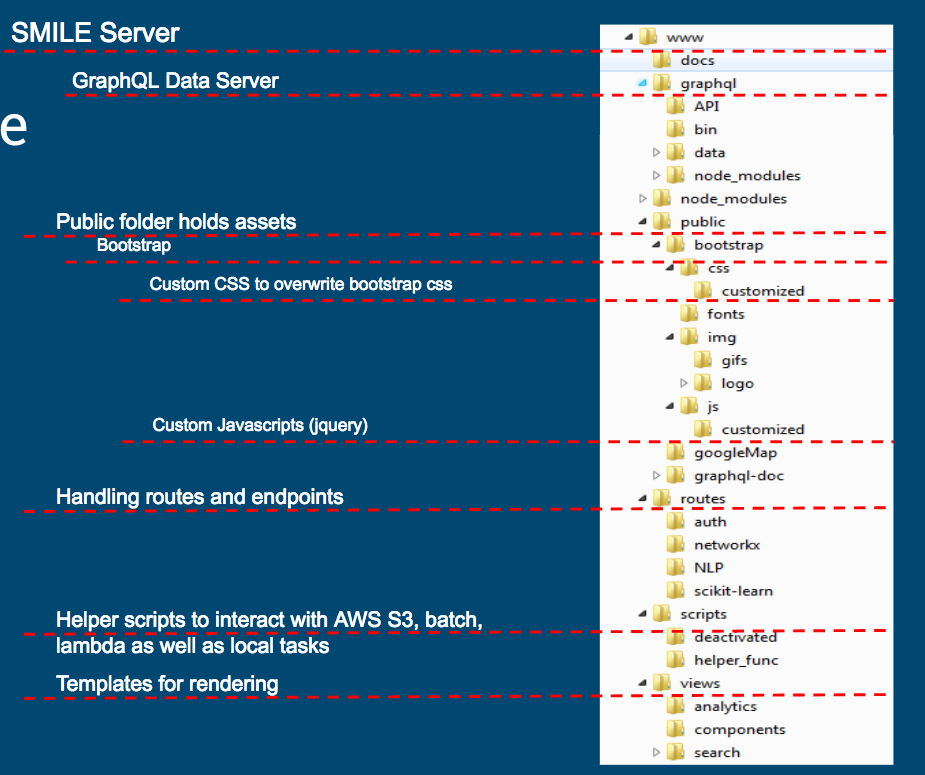 SMILE Server
www
docs
GraphQL Data Server
graphql
API
e
bin
data
node_modules
node_modules
Public folder holds assets
public
Bootstrap
bootstrap
css
Custom CSS to overwrite bootstrap css
customized
fonts
img
gifs
logo
js
Custom Javascripts (jquery)
customized
googleMap
graphql-doc
Handling routes and endpoints
routes
auth
networkx
NLP
scikit-learn
Helper scripts to interact with AWS S3, batch,
lambda as well as local tasks
scripts
deactivated
helper_func
Templates for rendering
views
analytics
components
search